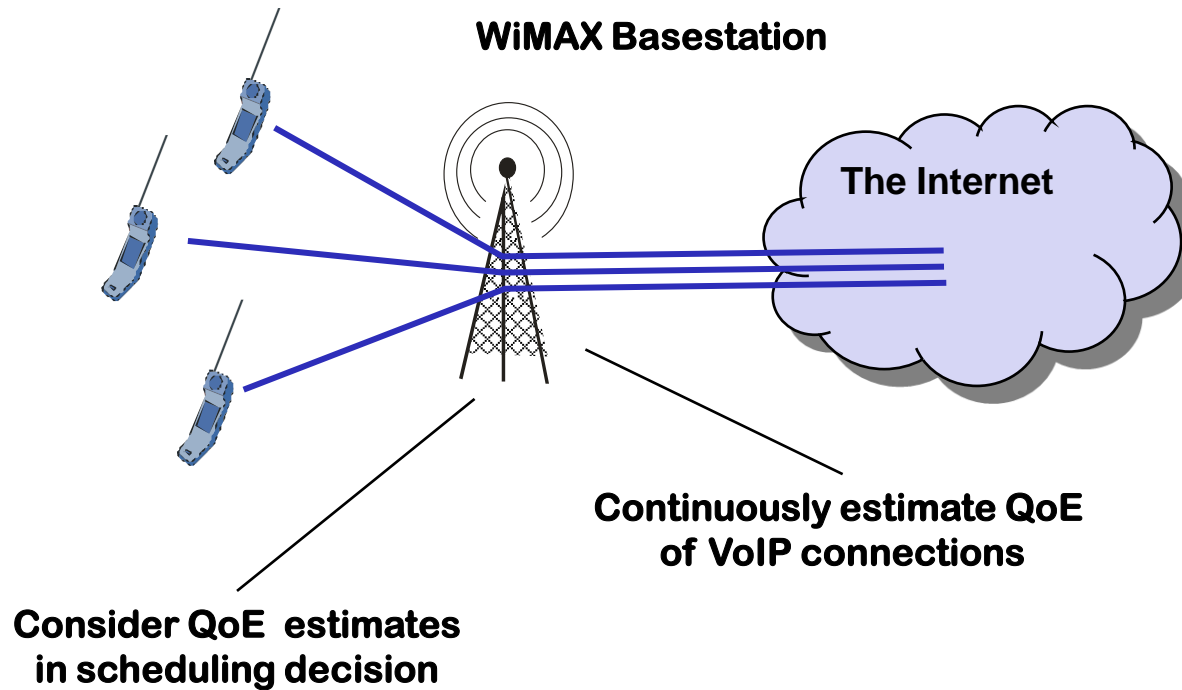 WiMAX Basestation
The Internet
Continuously estimate QoE
of VoIP connections
Consider QoE estimates
in scheduling decision